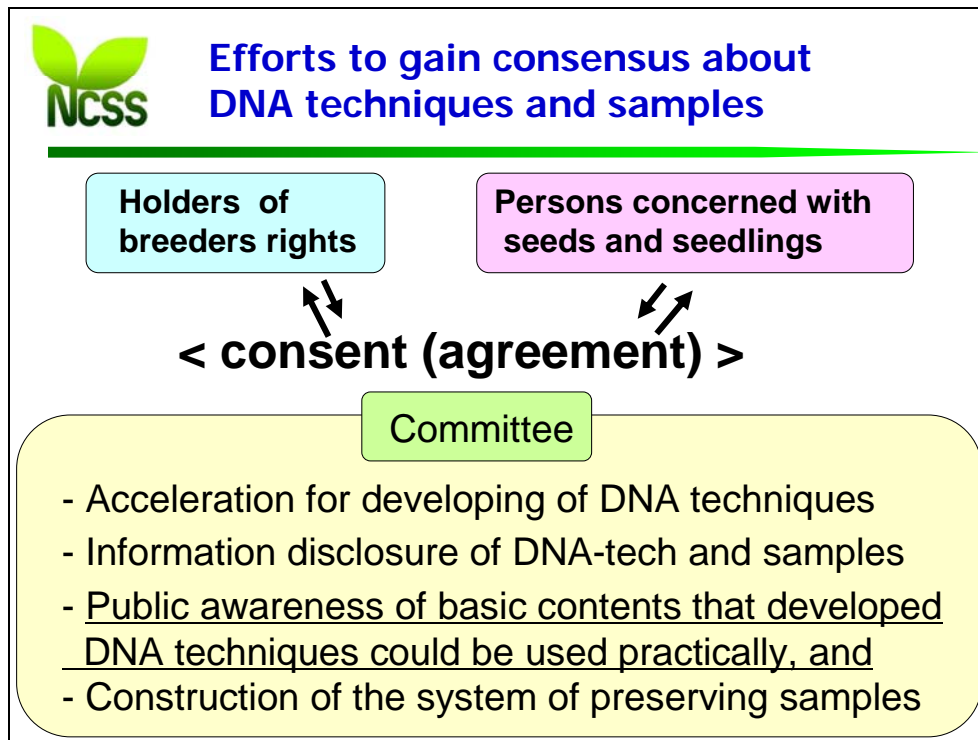 NCSS
Efforts to gain consensus about
DNA techniques and samples
Holders of
breeders rights
Persons concerned with
seeds and seedlings
< consent (agreement) >
Committee
- Acceleration for developing of DNA techniques
- Information disclosure of DNA-tech and samples
- Public awareness of basic contents that developed
DNA techniques could be used practically, and
- Construction of the system of preserving samples